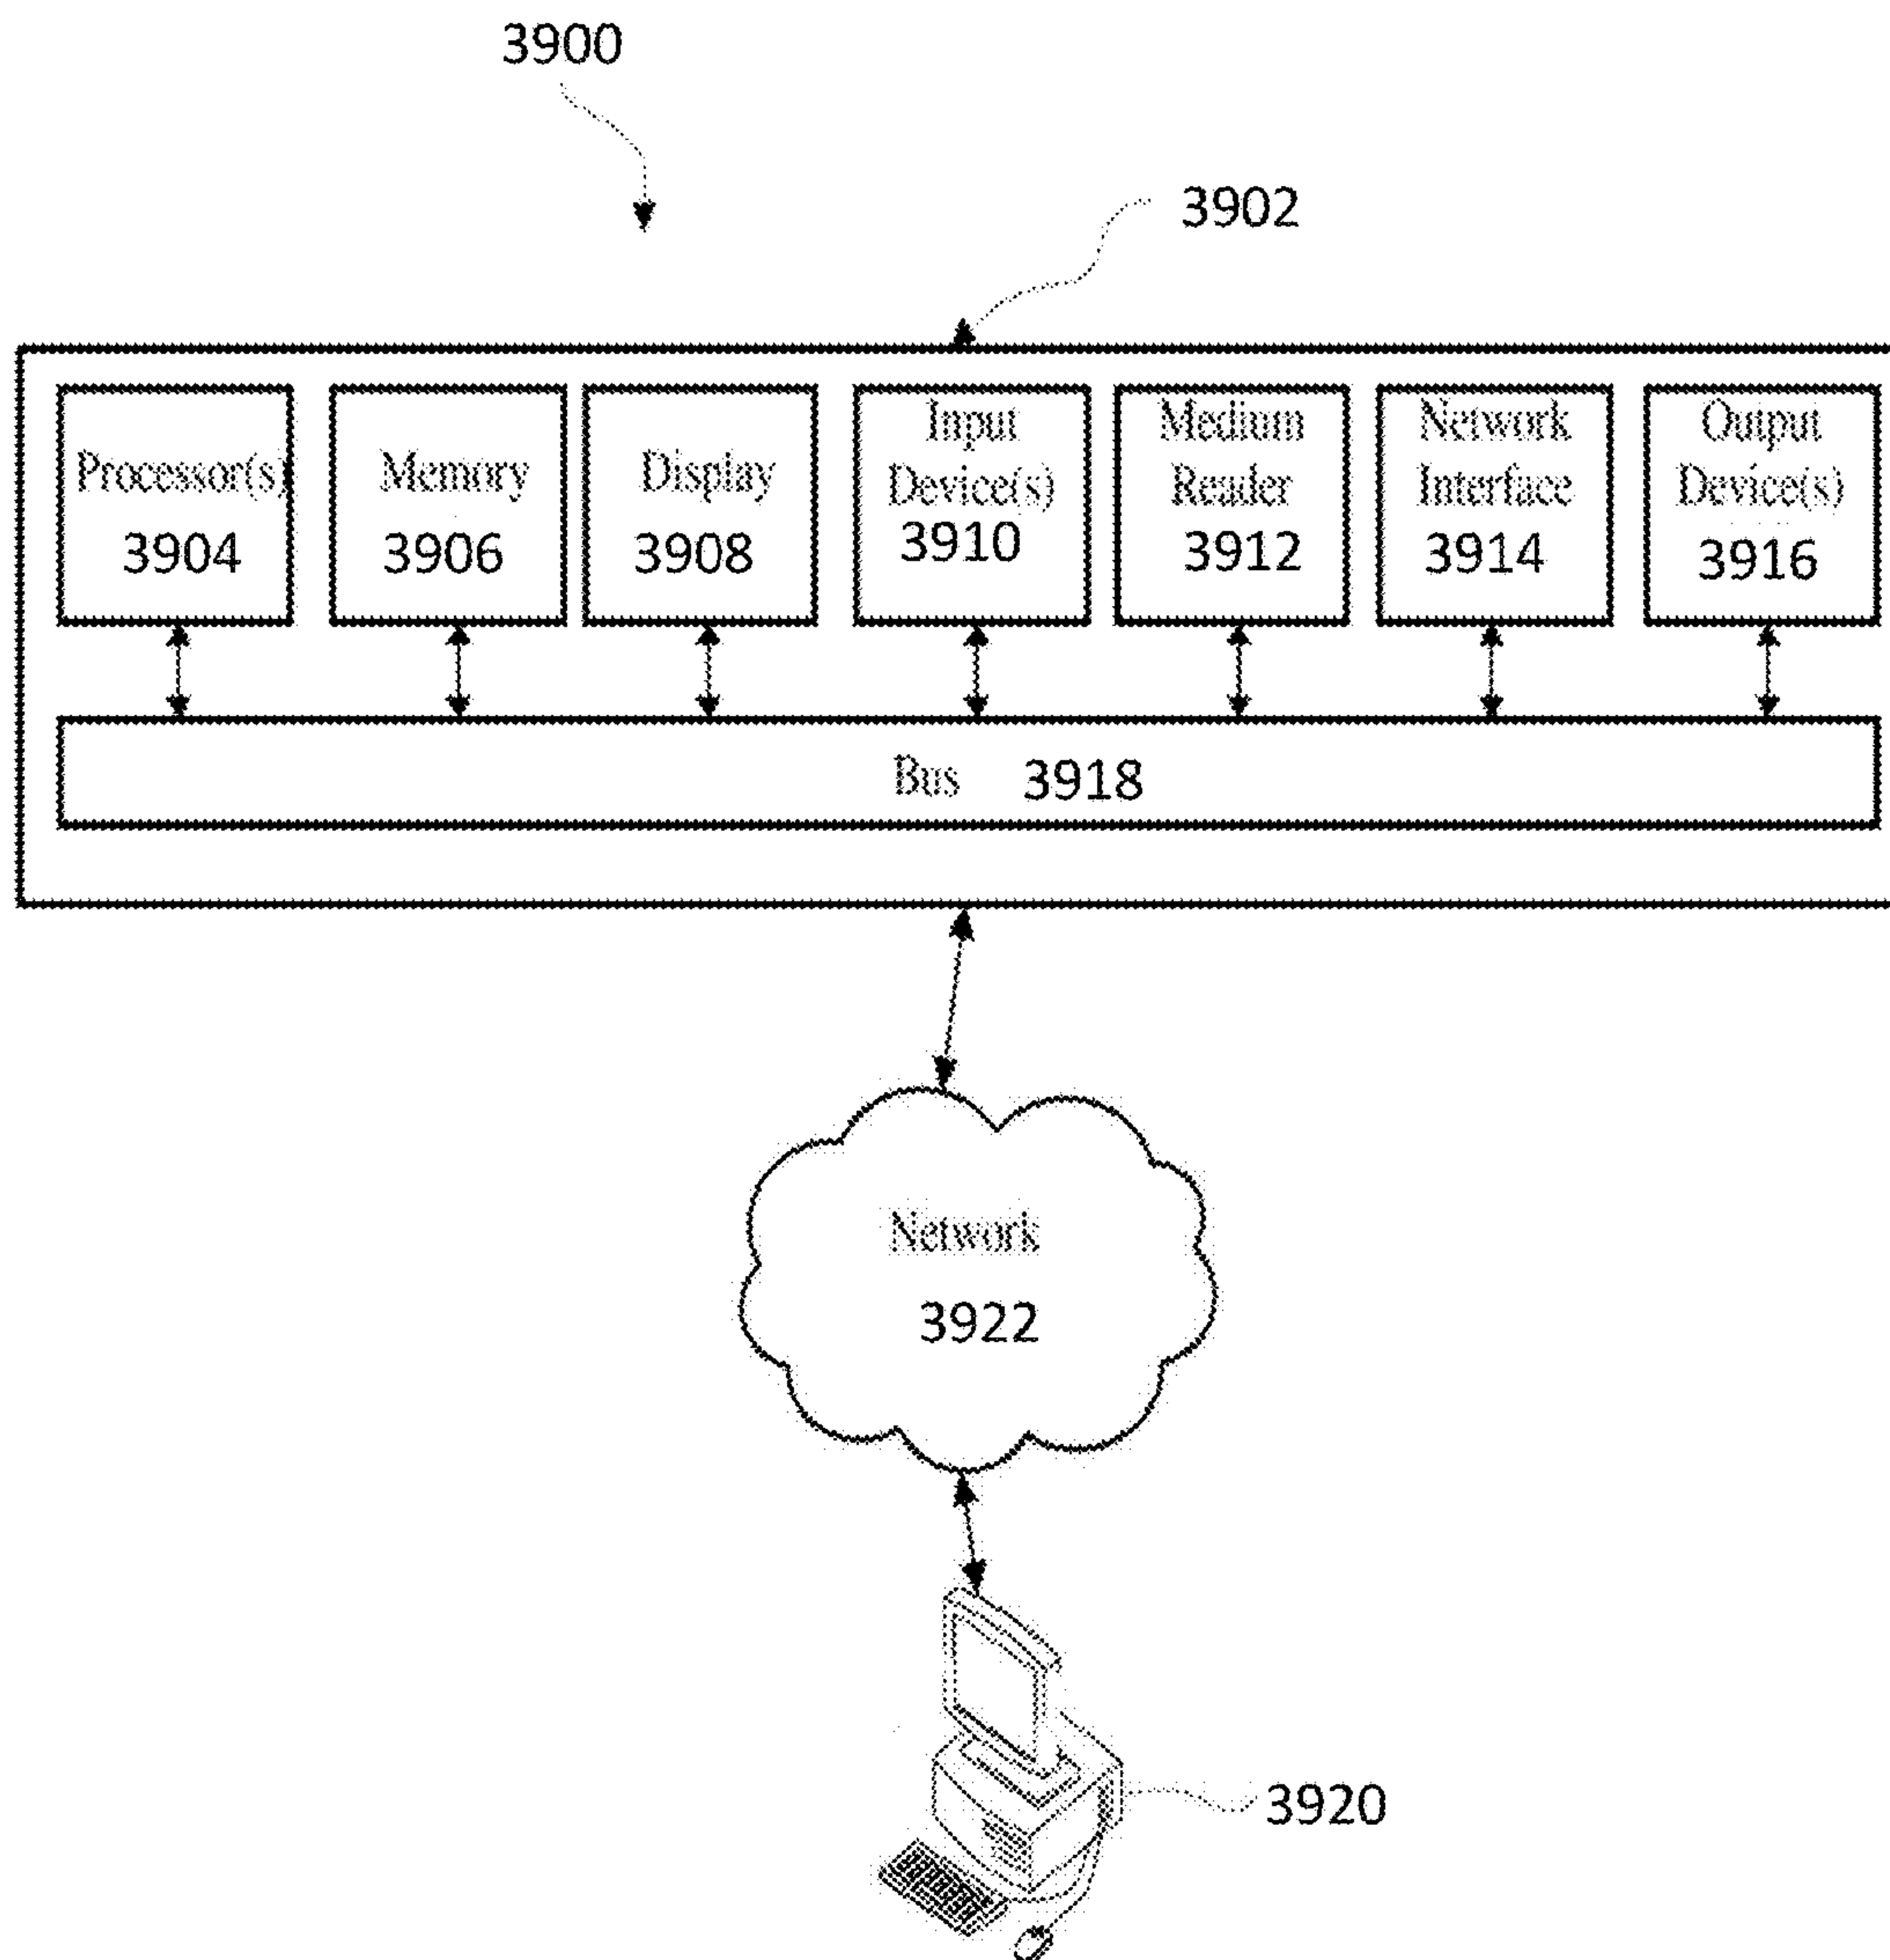 3900
3902
Processor(s)
3904
Memory
3906
Display
3908
Input
Device(s)
3910
Medium
Reader
3912
Network
Interface
3914
Output
Device(s)
3916
Bus 3918
Network
3922
3920